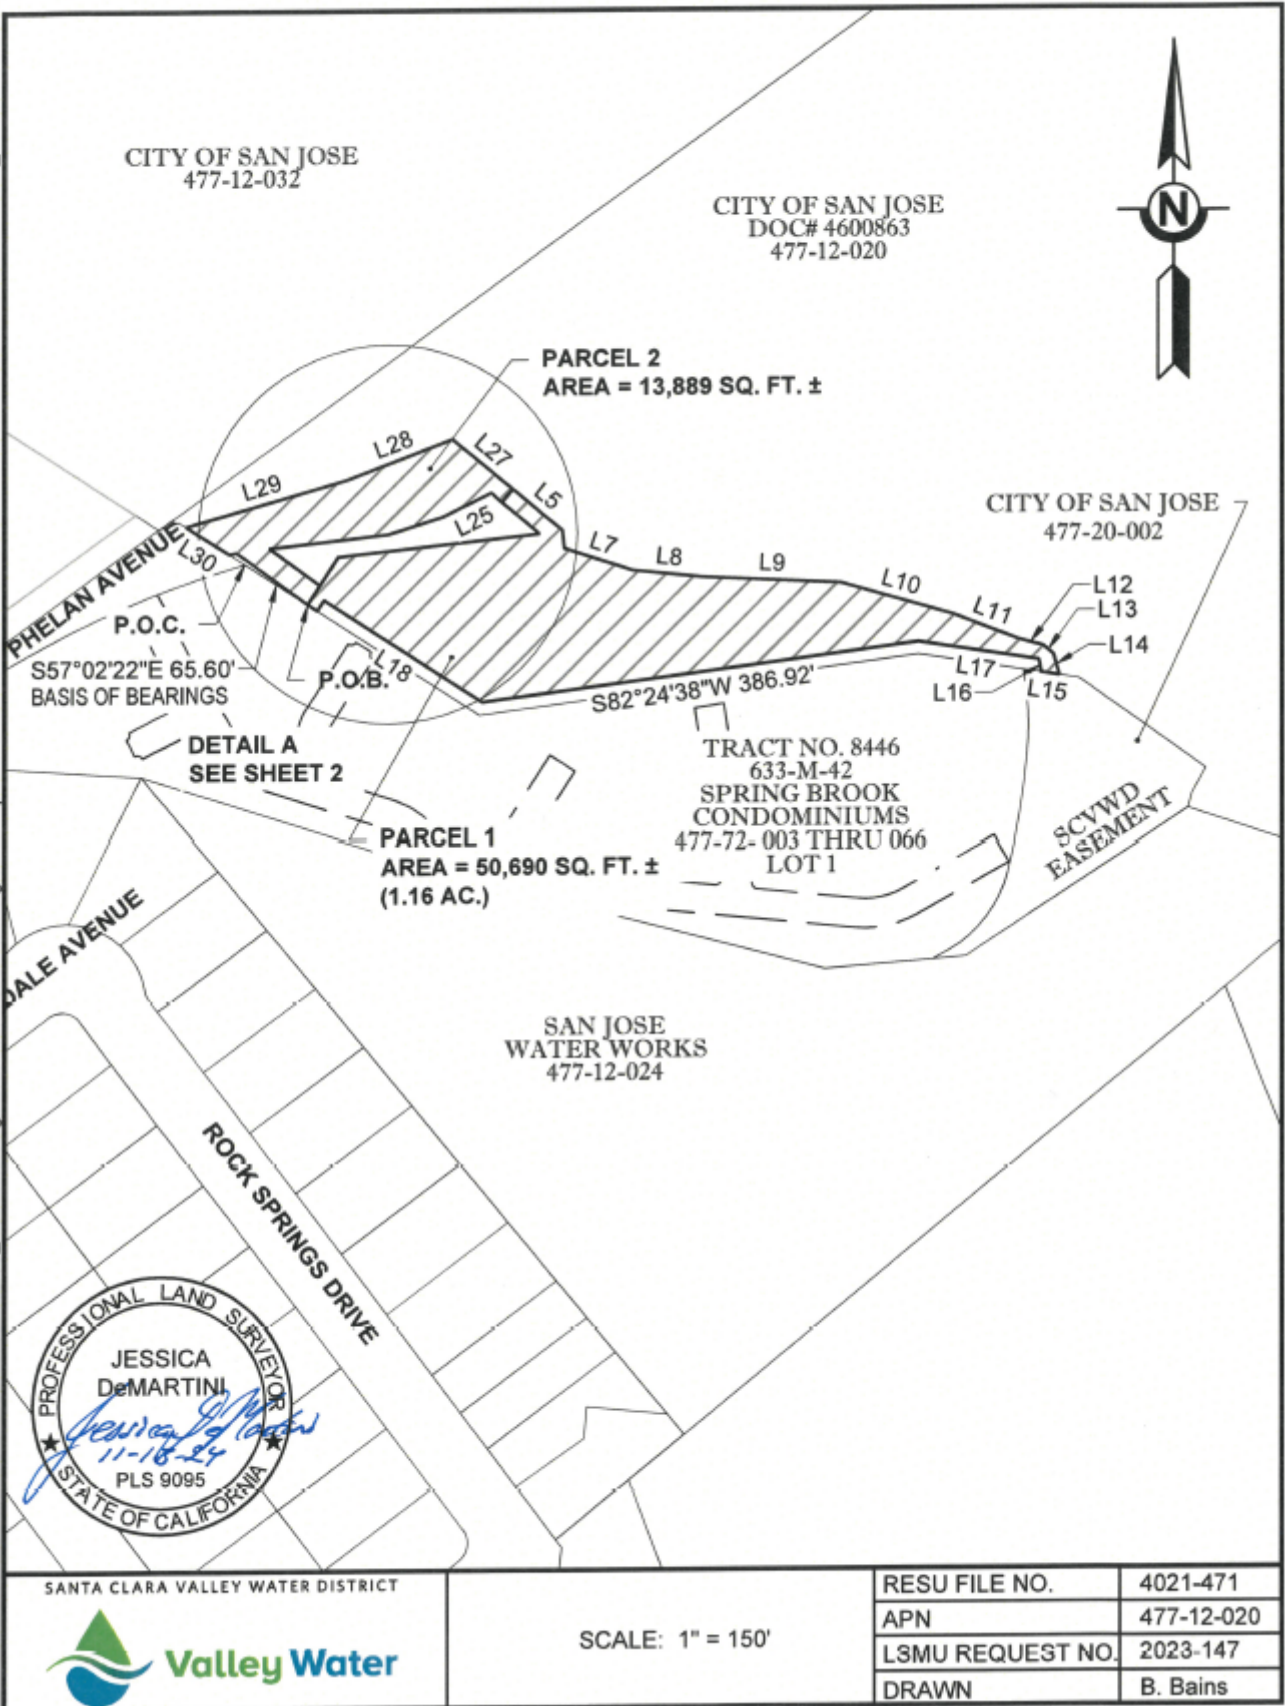 CITY OF SAN JOSE
477-12-032
CITY OF SAN JOSE
DOC# 4600863
477-12-020
N
PARCEL 2
AREA = 13,889 SQ. FT. ±
L28
L27
L29
L5
L25
CITY OF SAN JOSE
477-20-002
L30
L7
L8
L9
L10
L11
L12
L13
L14
PHELAN AVENUE
P.O.C.
S57°02'22"E 65.60'
BASIS OF BEARINGS
P.O.B.
L18
S82°24'38"W 386.92'
L17
L16
L15
DETAIL A
SEE SHEET 2
TRACT NO. 8446
633-M-42
SPRING BROOK
CONDOMINIUMS
477-72- 003 THRU 066
LOT 1
SCVWD
EASEMENT
PARCEL 1
AREA = 50,690 SQ. FT. ±
(1.16 AC.)
DALE AVENUE
SAN JOSE
WATER WORKS
477-12-024
ROCK SPRINGS DRIVE
PROFESSIONAL LAND SURVEYOR
JESSICA
DeMARTINI
Jessica DeMartini
11-18-24
PLS 9095
STATE OF CALIFORNIA
SANTA CLARA VALLEY WATER DISTRICT
Valley Water
SCALE: 1" = 150'
RESU FILE NO. 4021-471
APN 477-12-020
LSMU REQUEST NO. 2023-147
DRAWN B. Bains